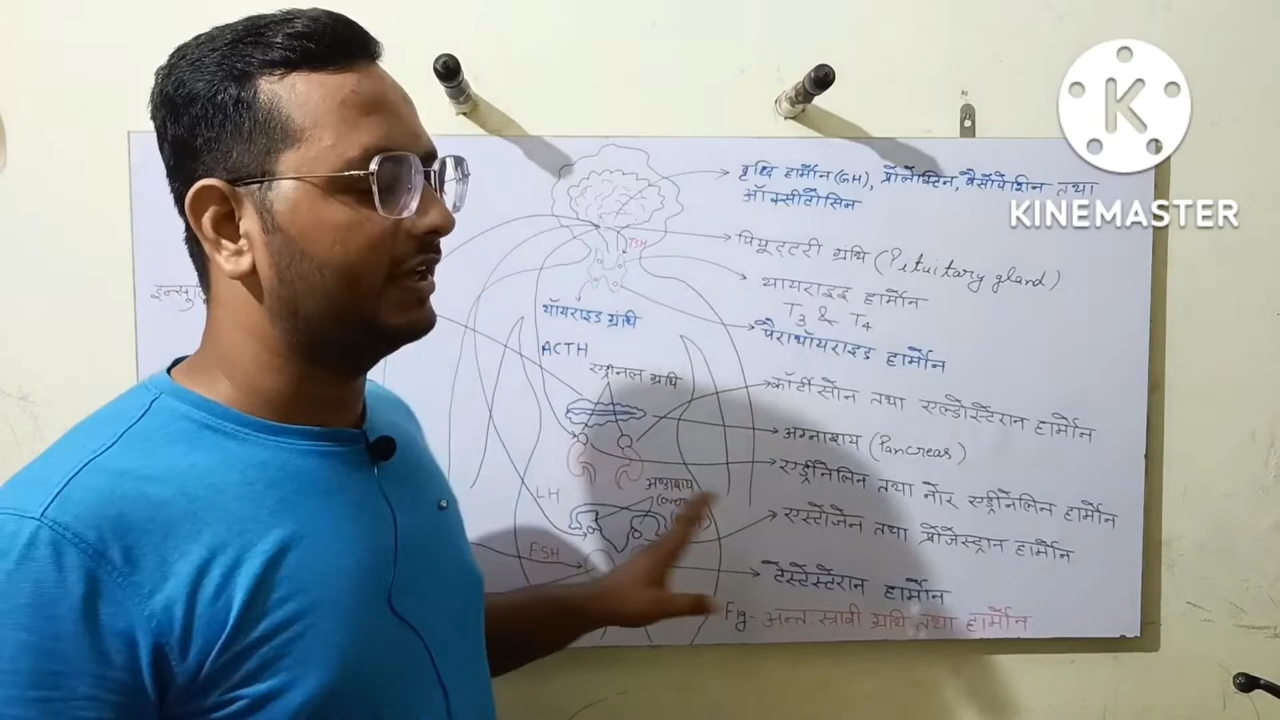 वृद्धि हार्मोन (GH), प्रोलेक्टिन, वैसोप्रेशिन तथा
ऑक्सीटोसिन
TSH
पिट्यूटरी ग्रंथि (Pituitary gland)
थायराइड हार्मोन
T3 & T4
थॉयराइड ग्रंथि
पैराथॉयराइड हार्मोन
ACTH
एड्रीनल ग्रंथि
कॉर्टीसोन तथा एल्डोस्टेरान हार्मोन
अग्नाशय (Pancreas)
एड्रीनेलिन तथा नोर एड्रीनेलिन हार्मोन
अण्डाशय
LH
एस्टोजेन तथा प्रोजेस्ट्रान हार्मोन
FSH
टेस्टेस्टेरान हार्मोन
Fig- अन्तः स्त्रावी ग्रंथि तथा हार्मोन
K
KINEMASTER